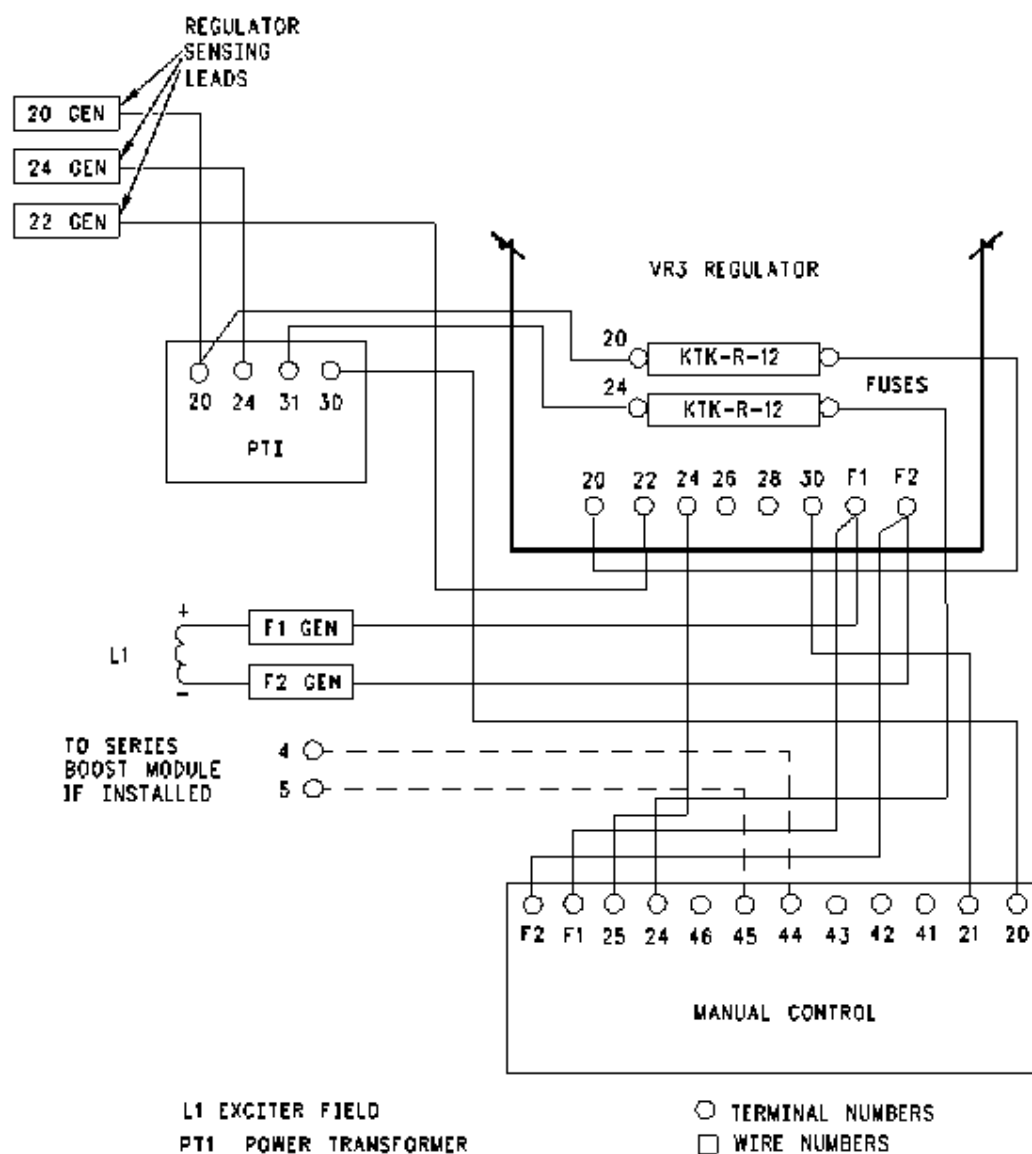 REGULATOR
SENSING
LEADS
20 GEN
24 GEN
22 GEN
VR3 REGULATOR
20 KTK-R-12
FUSES
24 KTK-R-12
20 24 31 30
PTI
20 22 24 26 28 30 F1 F2
+
F1 GEN
L1
F2 GEN
-
TO SERIES
BOOST MODULE
IF INSTALLED
4
5
F2 F1 25 24 46 45 44 43 42 41 21 20
MANUAL CONTROL
L1 EXCITER FIELD
PT1 POWER TRANSFORMER
TERMINAL NUMBERS
WIRE NUMBERS